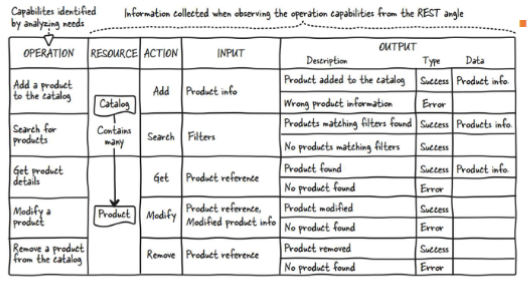 Capabilites identified
by analyzing needs
Information collected when observing the operation capabilities from the REST angle
OPERATION RESOURCE ACTION INPUT OUTPUT
Description Type Data
Add a product
to the catalog
Catalog
Add Product info
Product added to the catalog Success Product info.
Wrong product information Error
Search for
products
Contains
many
Search Filters
Products matching filters found Success Products info.
No products matching filters Success
Get product
details
Get Product reference
Product found Success Product info.
No product found Error
Modify a
product
Product
Modify Product reference,
Modified product info
Product modified Success
No product found Error
Remove a product
from the catalog
Remove Product reference
Product removed Success
No product found Error